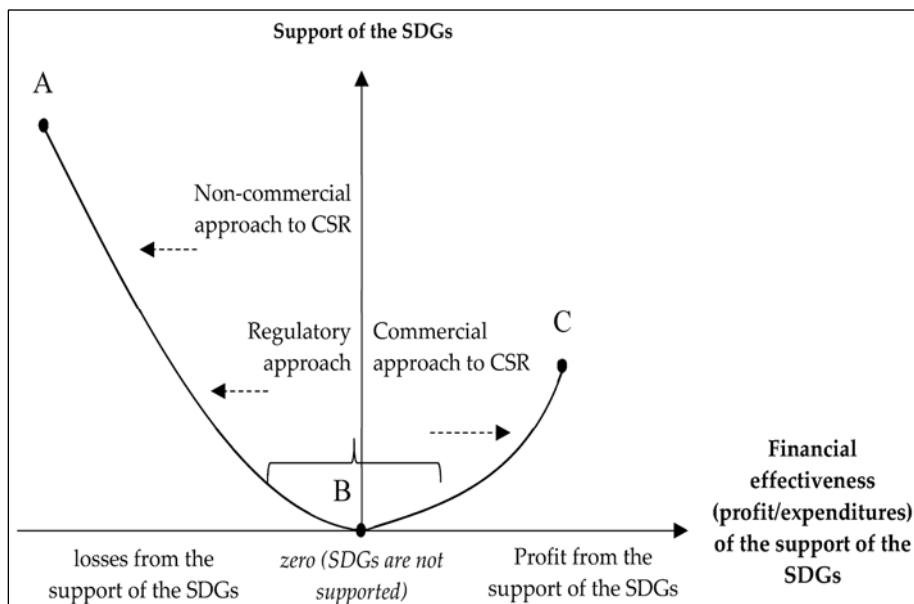 Support of the SDGs
A
Non-commercial
approach to CSR
Regulatory
approach
Commercial
approach to CSR
C
B
Financial
effectiveness
(profit/expenditures)
of the support of the
SDGs
losses from the
support of the SDGs
zero (SDGs are not
supported)
Profit from the
support of the SDGs